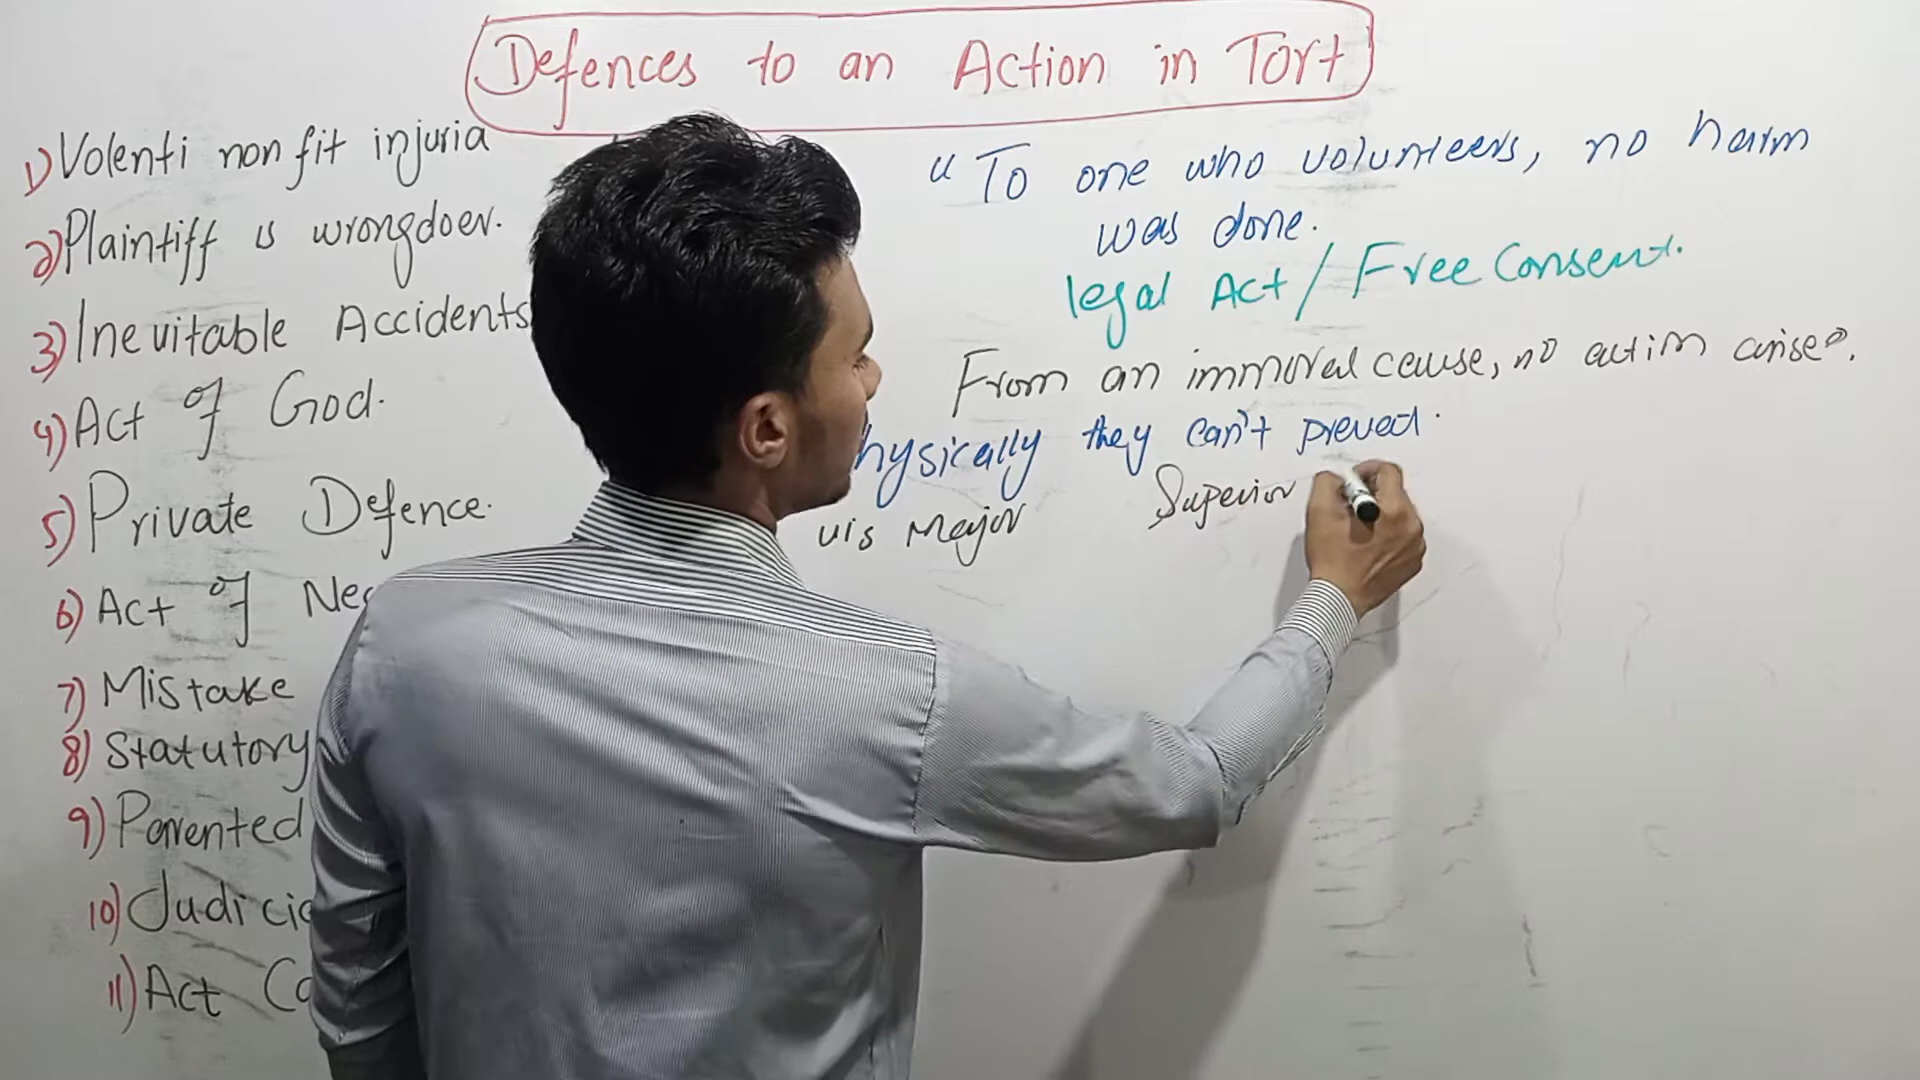 Defences to an Action in Tort
1) Volenti non fit injuria
2) Plaintiff is wrongdoer.
3) Inevitable Accidents
4) Act of God.
5) Private Defence.
6) Act of Nec
7) Mistake
8) Statutory
9) Parented
10) Judicia
11) Act Ca
"To one who volunteers, no harm
was done.
legal Act / Free Consent.
From an immoral cause, no action arises.
hysically they can't prevent.
vis Major Superior